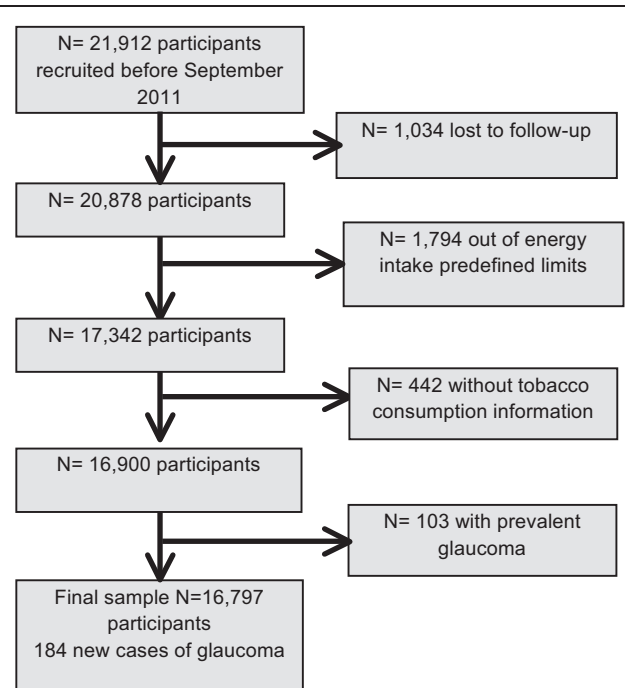 N= 21,912 participants
recruited before September
2011
N= 1,034 lost to follow-up
N= 20,878 participants
N= 1,794 out of energy
intake predefined limits
N= 17,342 participants
N= 442 without tobacco
consumption information
N= 16,900 participants
N= 103 with prevalent
glaucoma
Final sample N=16,797
participants
184 new cases of glaucoma